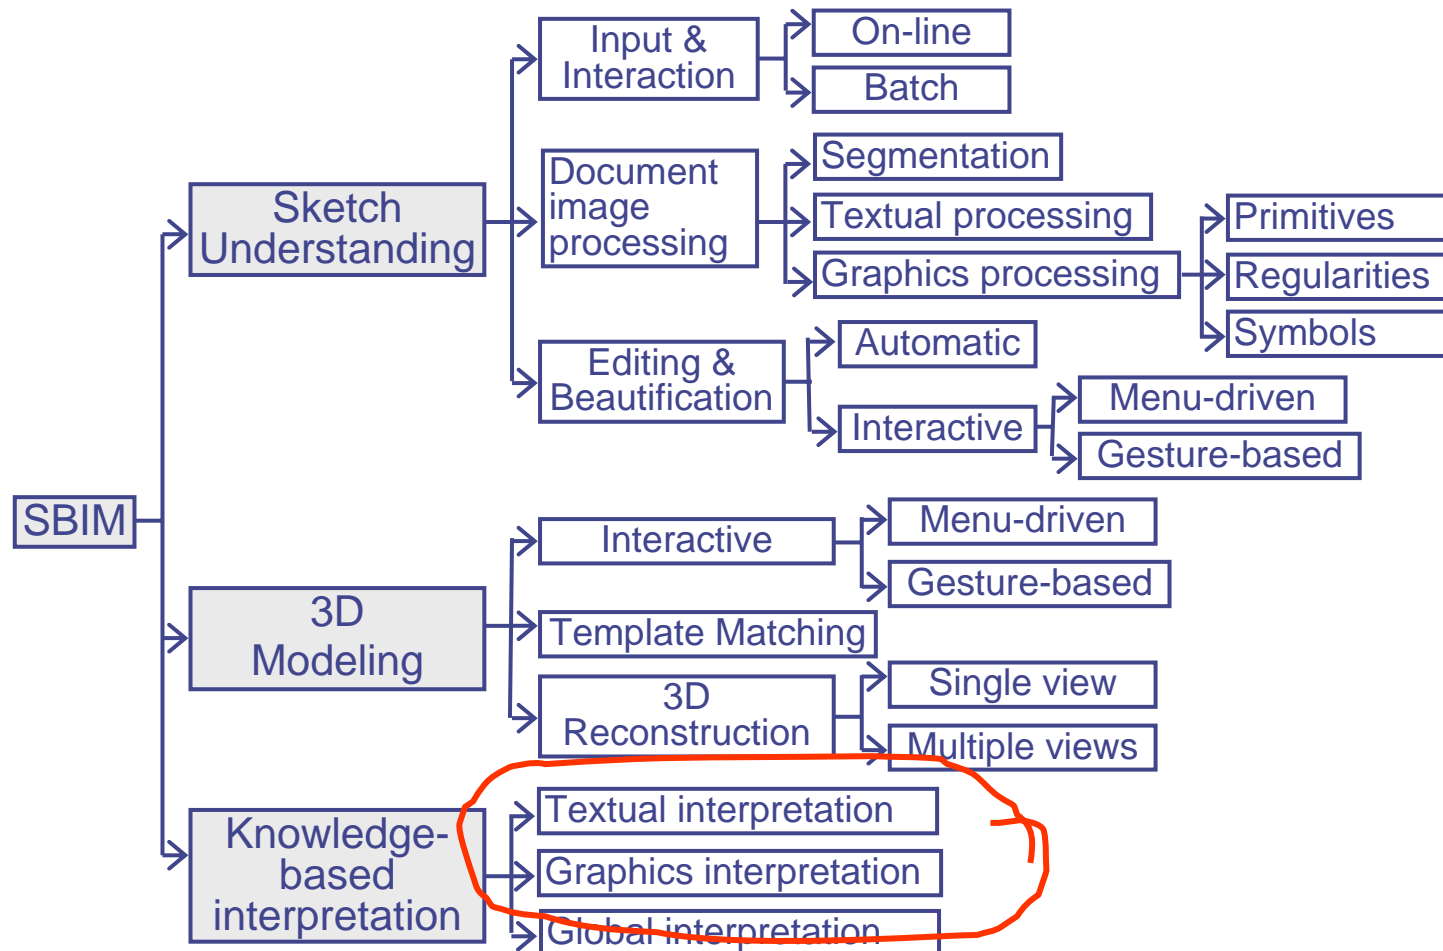 Input &
Interaction
On-line
Batch
Sketch
Understanding
Document
image
processing
Segmentation
Textual processing
Graphics processing
Primitives
Regularities
Symbols
Editing &
Beautification
Automatic
Interactive
Menu-driven
Gesture-based
SBIM
3D
Modeling
Interactive
Menu-driven
Gesture-based
Template Matching
3D
Reconstruction
Single view
Multiple views
Knowledge-
based
interpretation
Textual interpretation
Graphics interpretation
Global interpretation